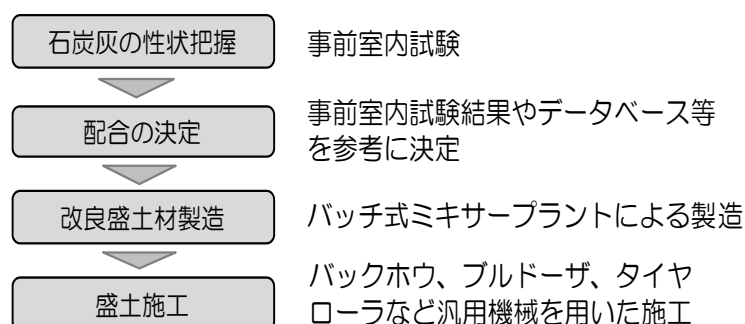 石炭灰の性状把握
事前室内試験
配合の決定
事前室内試験結果やデータベース等
を参考に決定
改良盛土材製造
バッチ式ミキサープラントによる製造
盛土施工
バックホウ、ブルドーザ、タイヤ
ローラなど汎用機械を用いた施工